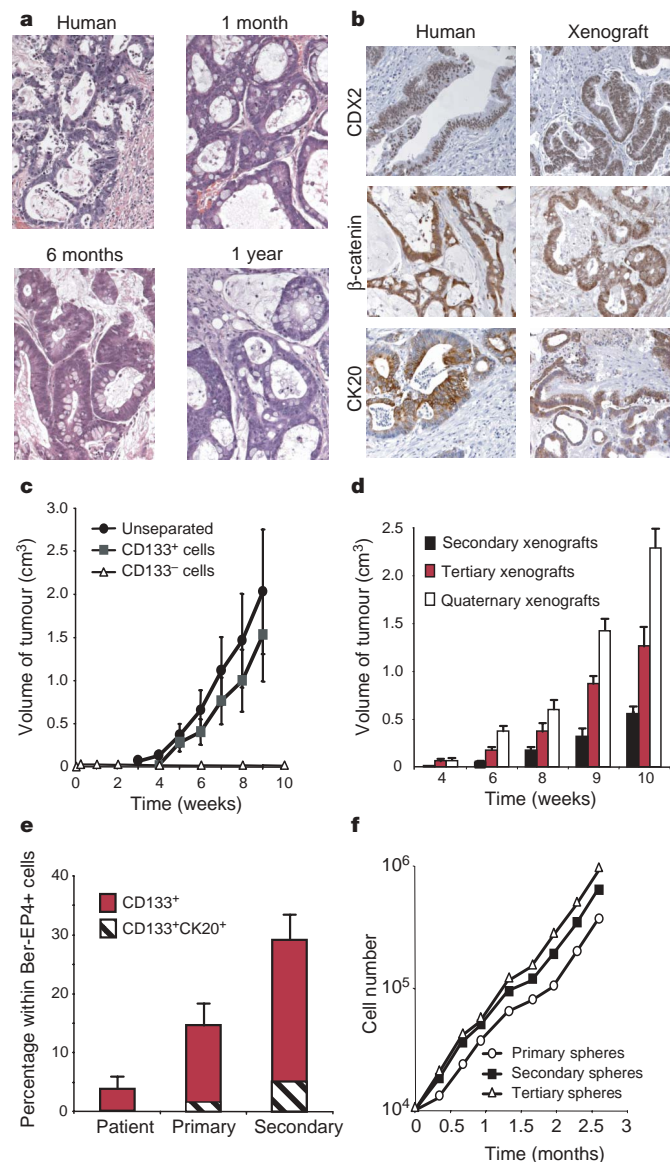 a
Human
1 month
6 months
1 year
b
Human
Xenograft
CDX2
β-catenin
CK20
c
Volume of tumour (cm³)
3.0
2.5
2.0
1.5
1.0
0.5
0
Unseparated
CD133⁺ cells
CD133⁻ cells
0 2 4 6 8 10
Time (weeks)
d
Volume of tumour (cm³)
2.5
2.0
1.5
1.0
0.5
0
Secondary xenografts
Tertiary xenografts
Quaternary xenografts
4 6 8 9 10
Time (weeks)
e
Percentage within Ber-EP4+ cells
40
30
20
10
0
CD133⁺
CD133⁺CK20⁺
Patient Primary Secondary
f
Cell number
10⁶
10⁵
10⁴
Primary spheres
Secondary spheres
Tertiary spheres
0 0.5 1 1.5 2 2.5 3
Time (months)